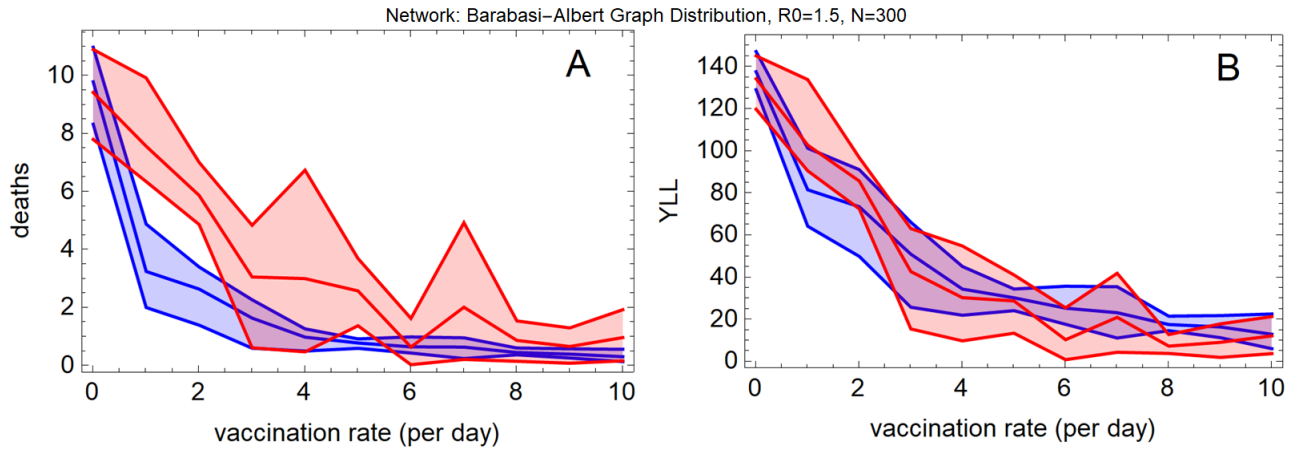 Network: Barabasi–Albert Graph Distribution, R0=1.5, N=300
A
deaths
10
8
6
4
2
0
0 2 4 6 8 10
vaccination rate (per day)
B
YLL
140
120
100
80
60
40
20
0
0 2 4 6 8 10
vaccination rate (per day)